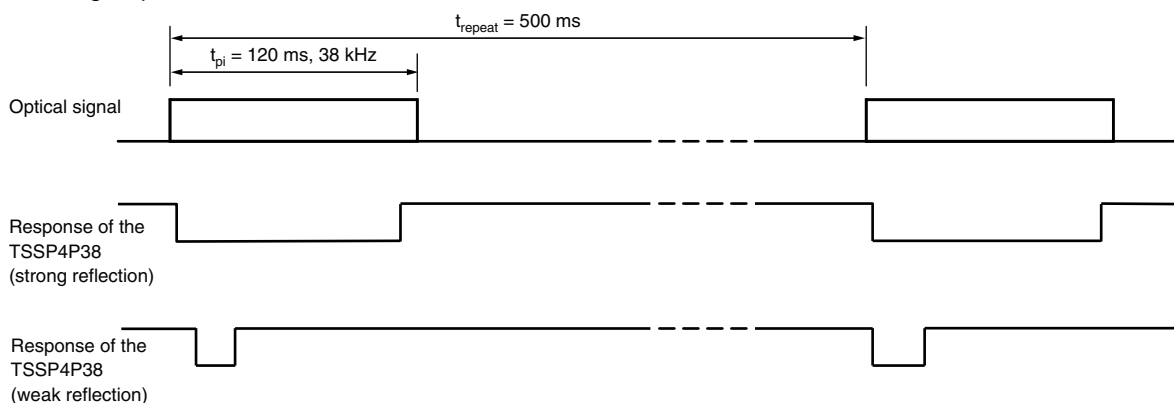 t_repeat = 500 ms
t_pi = 120 ms, 38 kHz
Optical signal
Response of the
TSSP4P38
(strong reflection)
Response of the
TSSP4P38
(weak reflection)